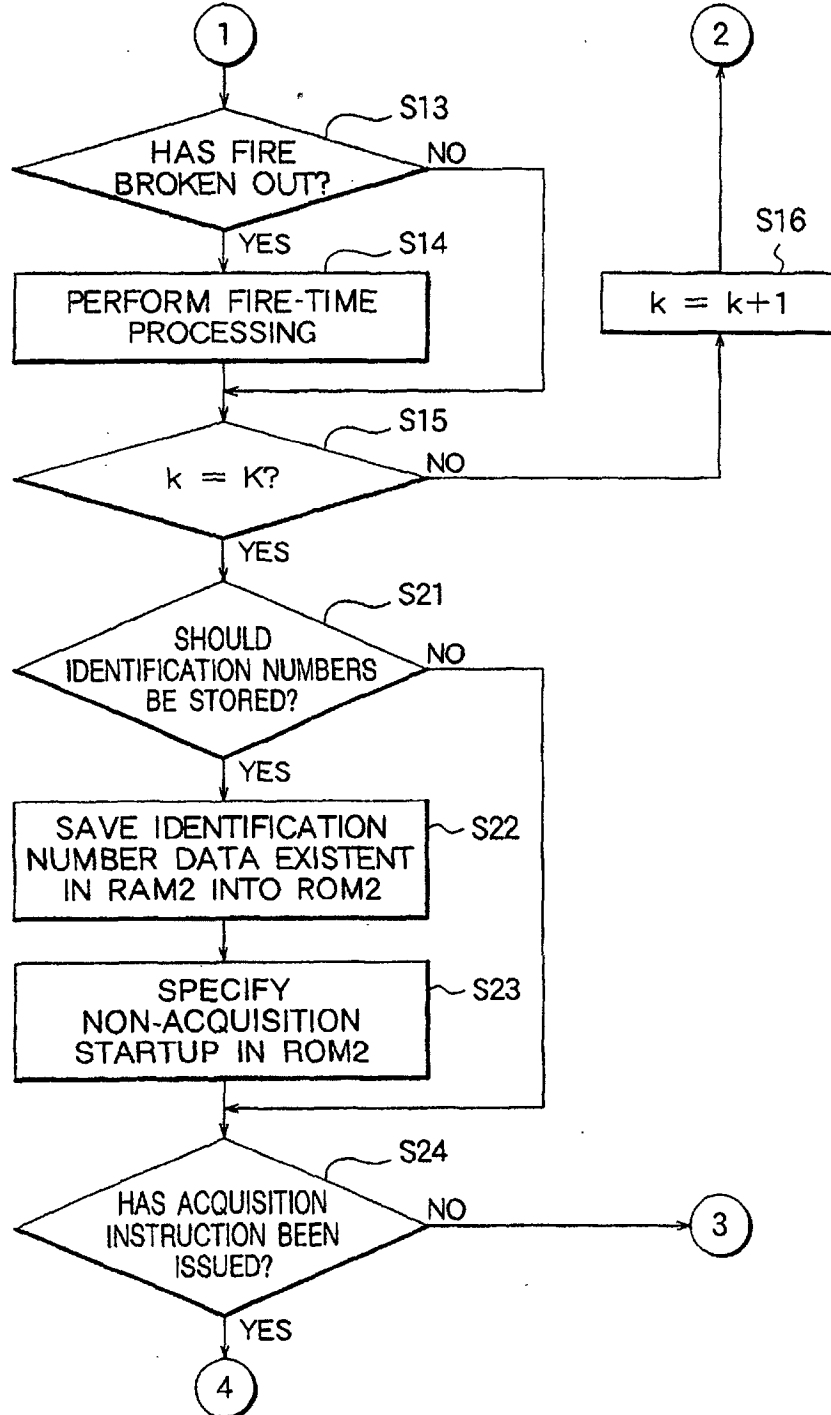 1
2
S13
HAS FIRE
BROKEN OUT?
NO
YES
S14
PERFORM FIRE-TIME
PROCESSING
S16
k = k+1
S15
k = K?
NO
YES
S21
SHOULD
IDENTIFICATION NUMBERS
BE STORED?
NO
YES
SAVE IDENTIFICATION
NUMBER DATA EXISTENT
IN RAM2 INTO ROM2
S22
SPECIFY
NON-ACQUISITION
STARTUP IN ROM2
S23
S24
HAS ACQUISITION
INSTRUCTION BEEN
ISSUED?
NO
3
YES
4